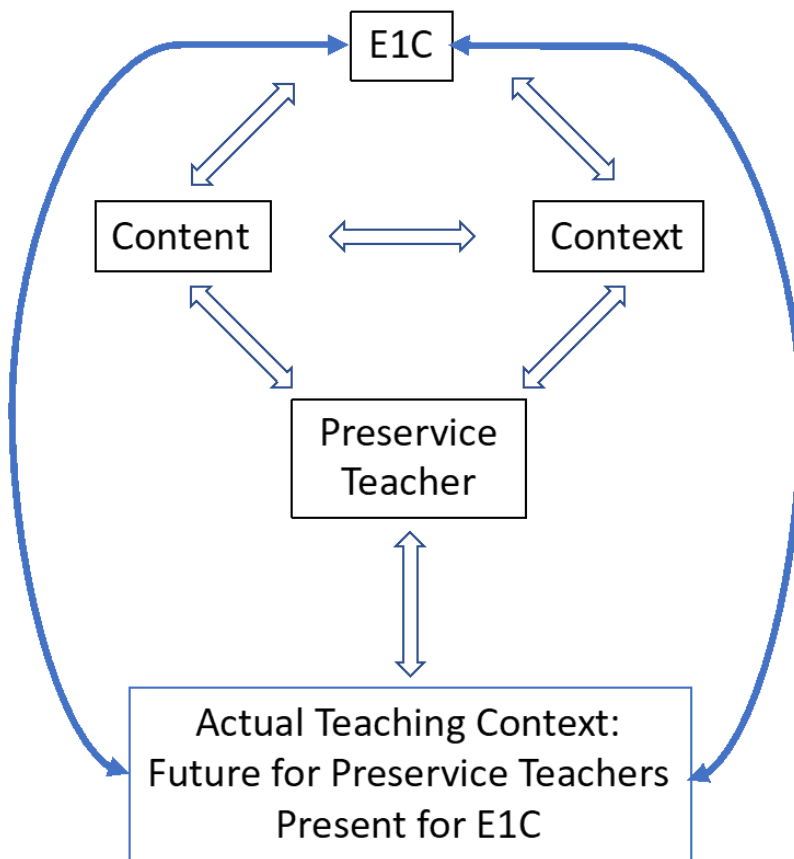 E1C
Content
Context
Preservice
Teacher
Actual Teaching Context:
Future for Preservice Teachers
Present for E1C